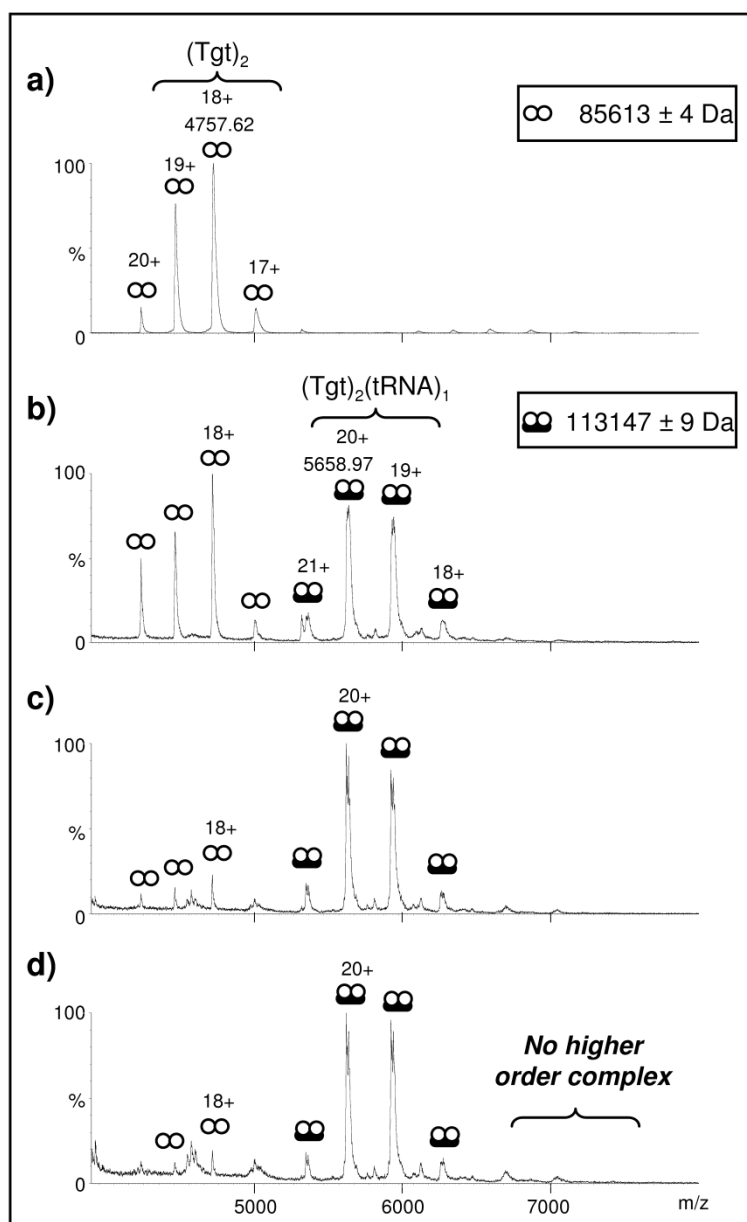 (Tgt)2
a)
18+
4757.62
85613 ± 4 Da
100
19+
%
20+
17+
0
(Tgt)2(tRNA)1
b)
18+
20+
5658.97
113147 ± 9 Da
100
19+
%
21+
18+
0
c)
20+
100
%
18+
0
d)
20+
100
No higher
order complex
%
18+
0
5000
6000
7000
m/z